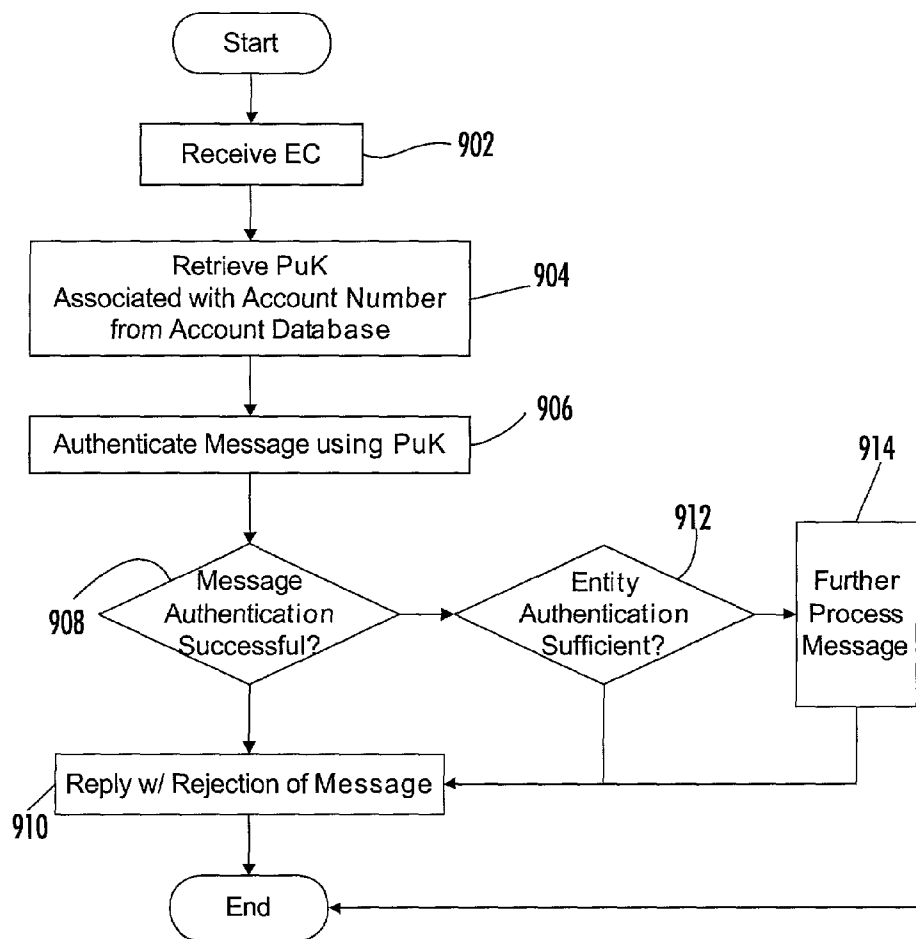 Start
Receive EC
902
Retrieve PuK
Associated with Account Number
from Account Database
904
Authenticate Message using PuK
906
Message
Authentication
Successful?
908
Entity
Authentication
Sufficient?
912
Further
Process
Message
914
Reply w/ Rejection of Message
910
End